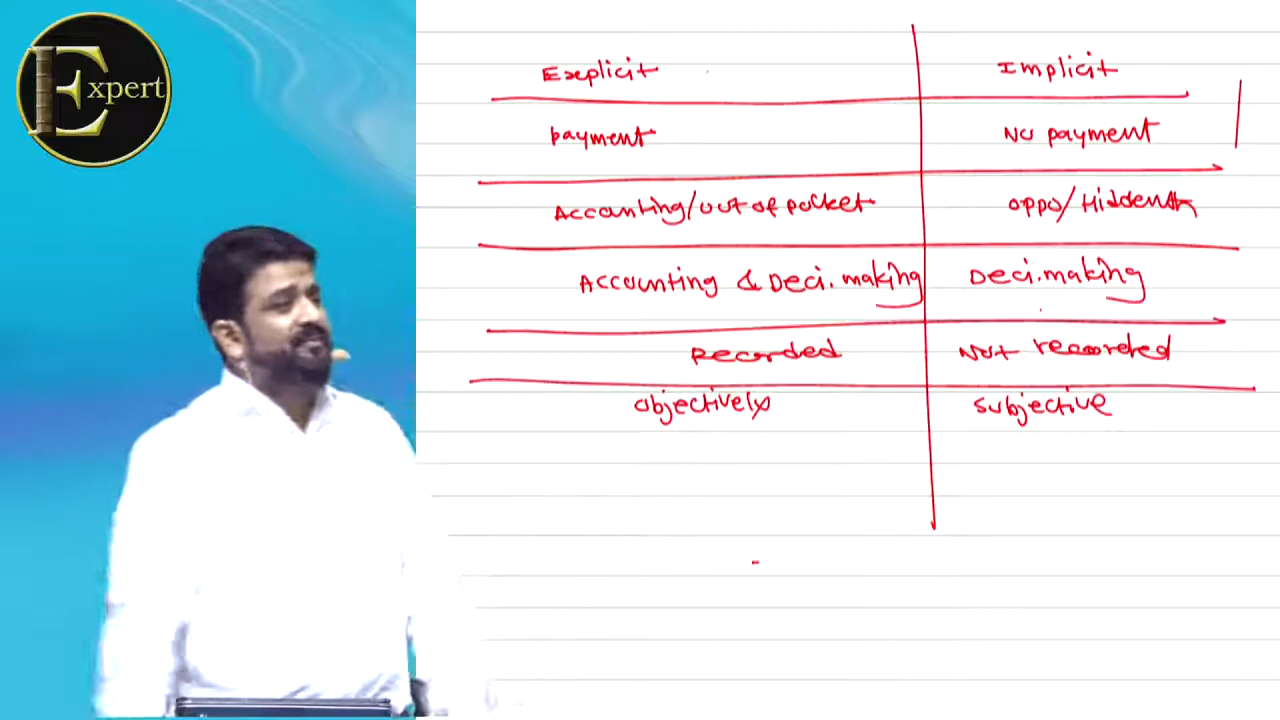 Expert
Explicit Implicit
payment No payment
Accounting/out of pocket oppo/Hidden
Accounting & Deci. making Deci. making
Recorded Not recorded
objectively subjective